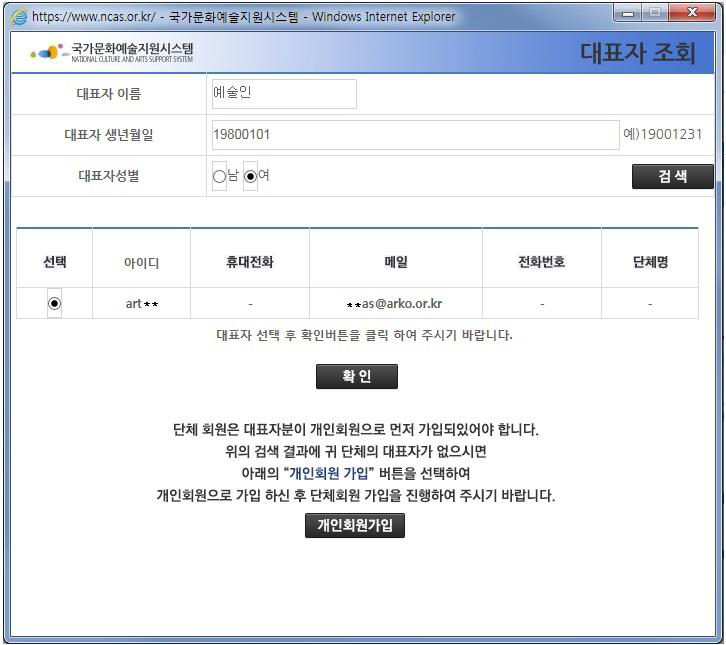 https://www.ncas.or.kr/ - 국가문화예술지원시스템 - Windows Internet Explorer
국가문화예술지원시스템
NATIONAL CULTURE AND ARTS SUPPORT SYSTEM
대표자 조회
대표자 이름 예술인
대표자 생년월일 19800101 예)19001231
대표자성별 남 여 검 색
선택 아이디 휴대전화 메일 전화번호 단체명
art** - **as@arko.or.kr - -
대표자 선택 후 확인버튼을 클릭 하여 주시기 바랍니다.
확 인
단체 회원은 대표자분이 개인회원으로 먼저 가입되있어야 합니다.
위의 검색 결과에 귀 단체의 대표자가 없으시면
아래의 “개인회원 가입” 버튼을 선택하여
개인회원으로 가입 하신 후 단체회원 가입을 진행하여 주시기 바랍니다.
개인회원가입